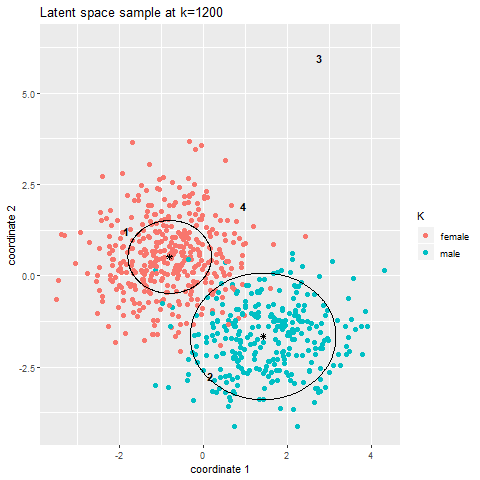 Latent space sample at k=1200
3
5.0
4
2.5
1
0.0
-2.5
2
coordinate 2
-2 0 2 4
coordinate 1
K
female
male